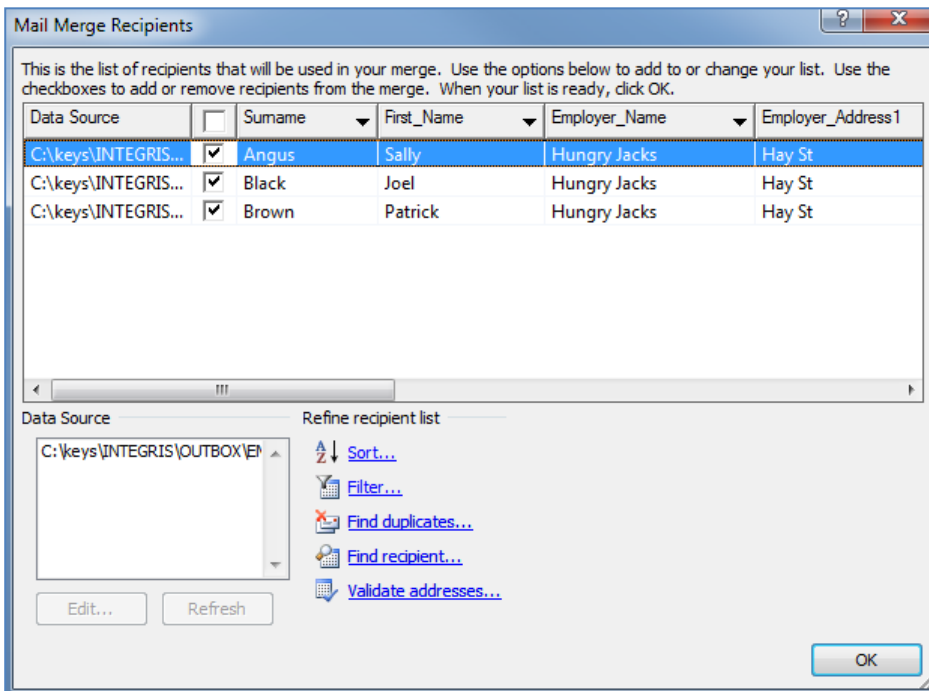 Mail Merge Recipients
This is the list of recipients that will be used in your merge. Use the options below to add to or change your list. Use the
checkboxes to add or remove recipients from the merge. When your list is ready, click OK.
Data Source Surname First_Name Employer_Name Employer_Address1
C:\keys\INTEGRIS... Angus Sally Hungry Jacks Hay St
C:\keys\INTEGRIS... Black Joel Hungry Jacks Hay St
C:\keys\INTEGRIS... Brown Patrick Hungry Jacks Hay St
Data Source Refine recipient list
C:\keys\INTEGRIS\OUTBOX\EM Sort...
Filter...
Find duplicates...
Find recipient...
Validate addresses...
Edit... Refresh
OK